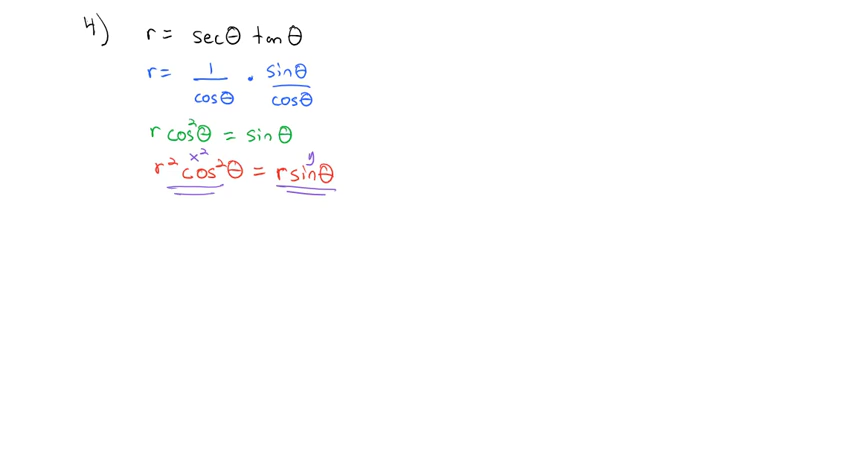 4) r = secθ tanθ
r = 1/cosθ · sinθ/cosθ
r cos²θ = sinθ
x² y
r² cos²θ = r sinθ